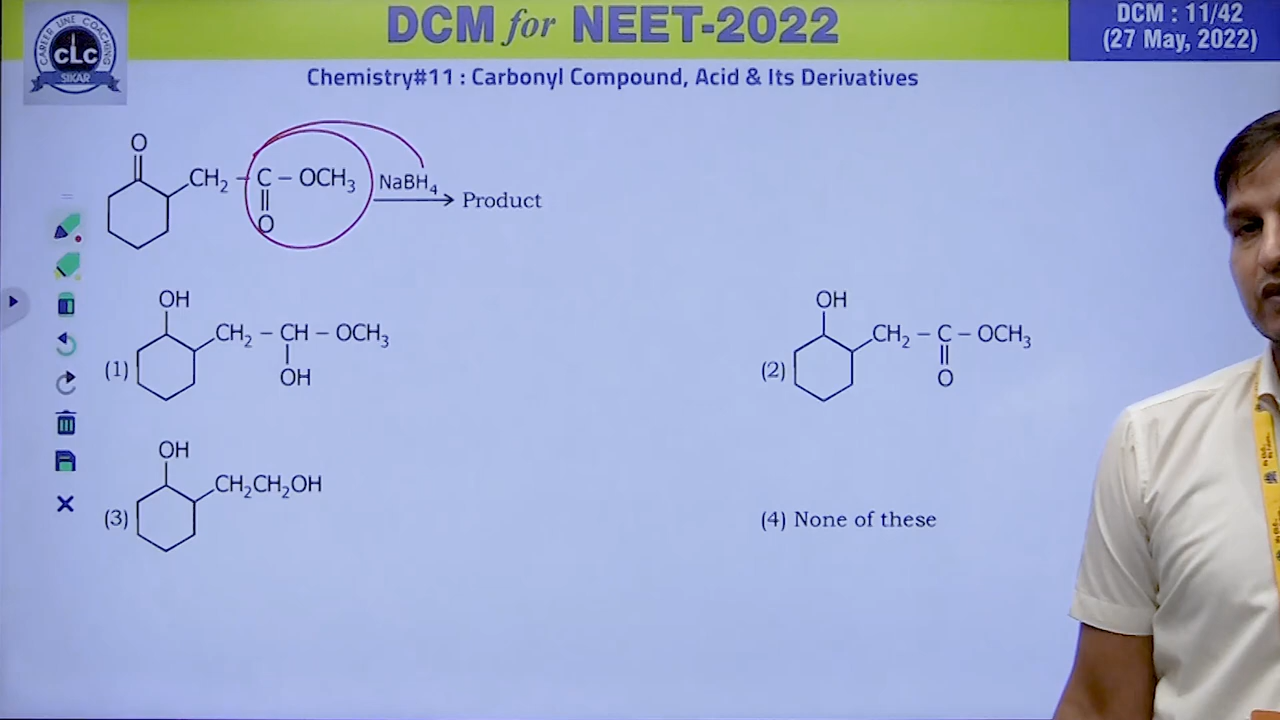 DCM for NEET-2022
DCM : 11/42
(27 May, 2022)
CAREER LINE COACHING
CLC
SIKAR
Chemistry#11 : Carbonyl Compound, Acid & Its Derivatives
O
CH₂ – C – OCH₃ NaBH₄
O
Product
OH
(1) CH₂ – CH – OCH₃
OH
OH
(2) CH₂ – C – OCH₃
O
OH
(3) CH₂CH₂OH
(4) None of these